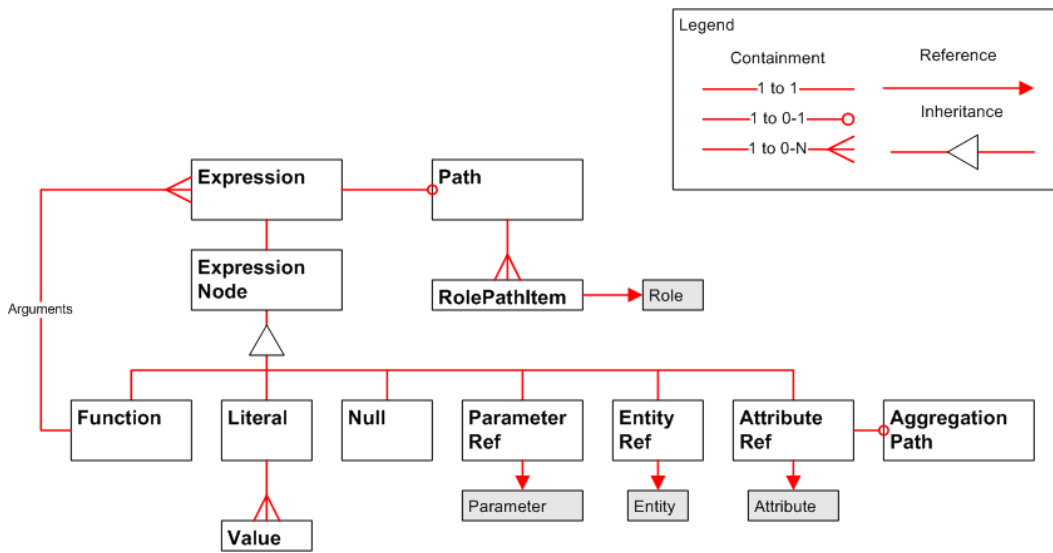 Legend
Containment
Reference
1 to 1
1 to 0-1
Inheritance
1 to 0-N
Expression
Path
Expression
Node
RolePathItem
Role
Arguments
Function
Literal
Null
Parameter
Ref
Entity
Ref
Attribute
Ref
Aggregation
Path
Parameter
Entity
Attribute
Value